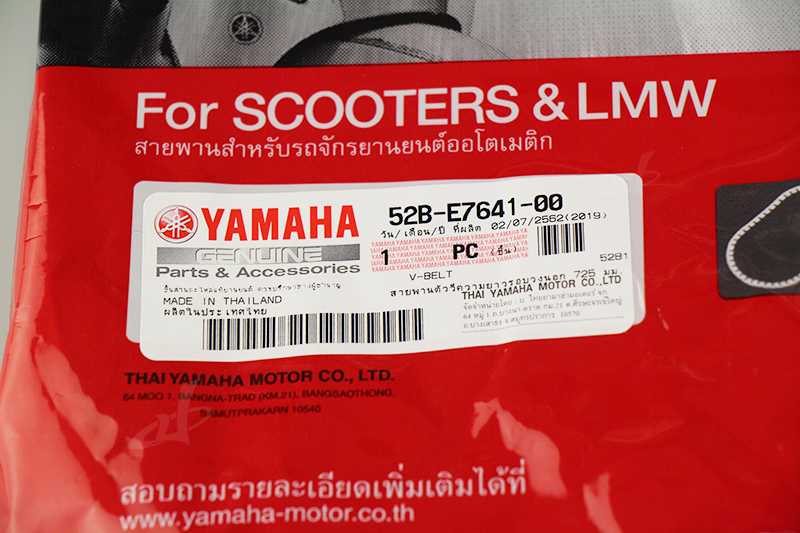 For SCOOTERS & LMW
สายพานสำหรับรถจักรยานยนต์ออโตเมติก
YAMAHA
GENUINE
Parts & Accessories
52B-E7641-00
วัน/เดือน/ปี ที่ผลิต 02/07/2562(2019)
1 PC (ชิ้น)
52B1
V-BELT
สายพานตัววีความยาวรอบวงนอก 725 มม.
MADE IN THAILAND
ผลิตในประเทศไทย
THAI YAMAHA MOTOR CO.,LTD
THAI YAMAHA MOTOR CO., LTD.
64 MOO 1, BANGNA-TRAD (KM.21), BANGSAOTHONG,
SAMUTPRAKARN 10540
สอบถามรายละเอียดเพิ่มเติมได้ที่
www.yamaha-motor.co.th